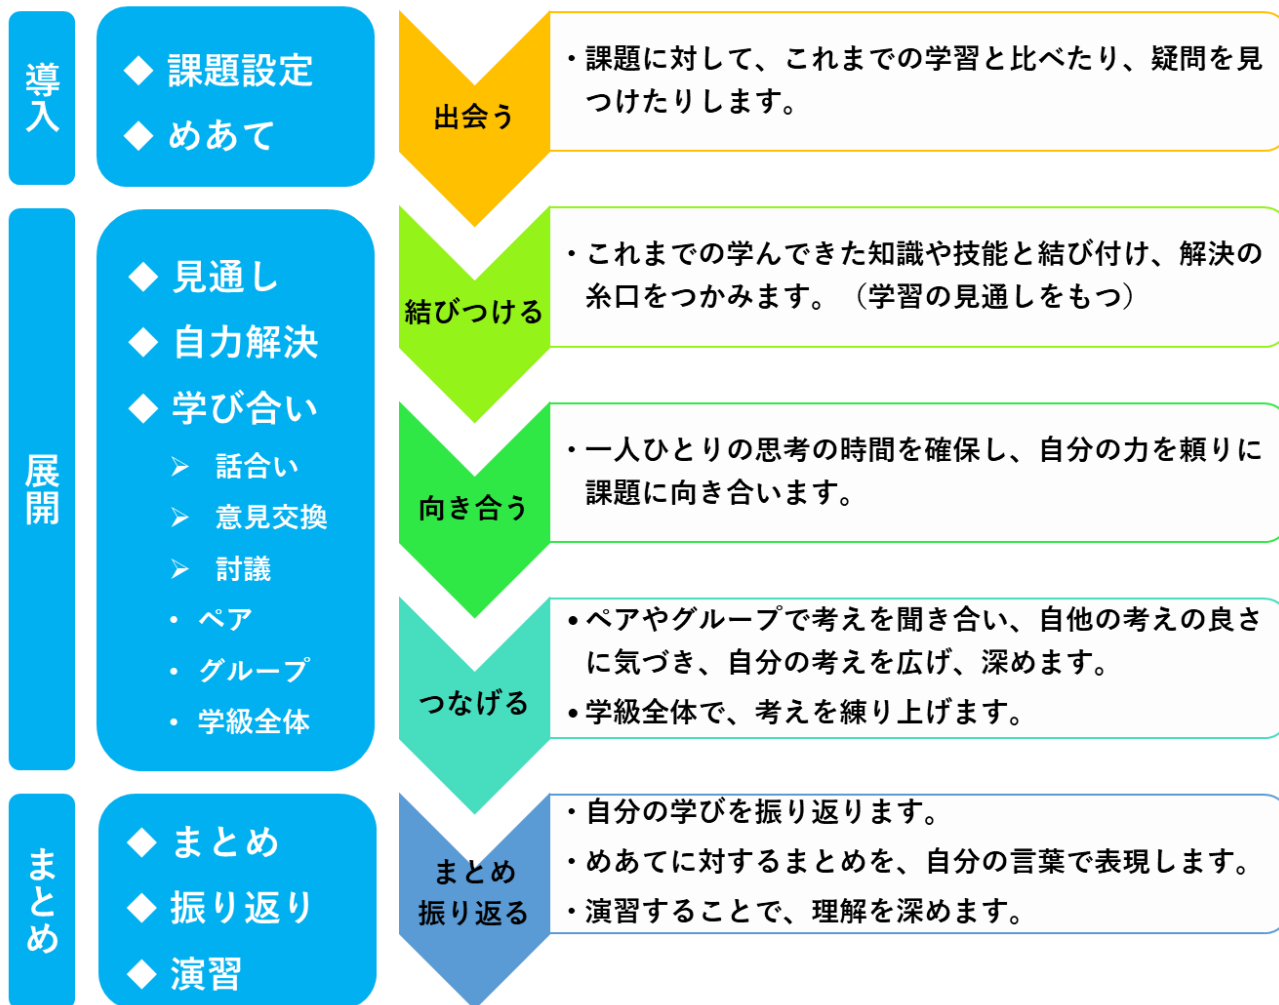 導入
◆ 課題設定
◆ めあて
出会う
・課題に対して、これまでの学習と比べたり、疑問を見
つけたりします。
展開
◆ 見通し
◆ 自力解決
◆ 学び合い
➢ 話合い
➢ 意見交換
➢ 討議
・ ペア
・ グループ
・ 学級全体
結びつける
・これまでの学んできた知識や技能と結び付け、解決の
糸口をつかみます。（学習の見通しをもつ）
向き合う
・一人ひとりの思考の時間を確保し、自分の力を頼りに
課題に向き合います。
つなげる
•ペアやグループで考えを聞き合い、自他の考えの良さ
に気づき、自分の考えを広げ、深めます。
•学級全体で、考えを練り上げます。
まとめ
◆ まとめ
◆ 振り返り
◆ 演習
まとめ
振り返る
・自分の学びを振り返ります。
・めあてに対するまとめを、自分の言葉で表現します。
・演習することで、理解を深めます。